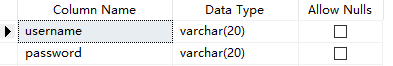 Column Name Data Type Allow Nulls
username varchar(20)
password varchar(20)